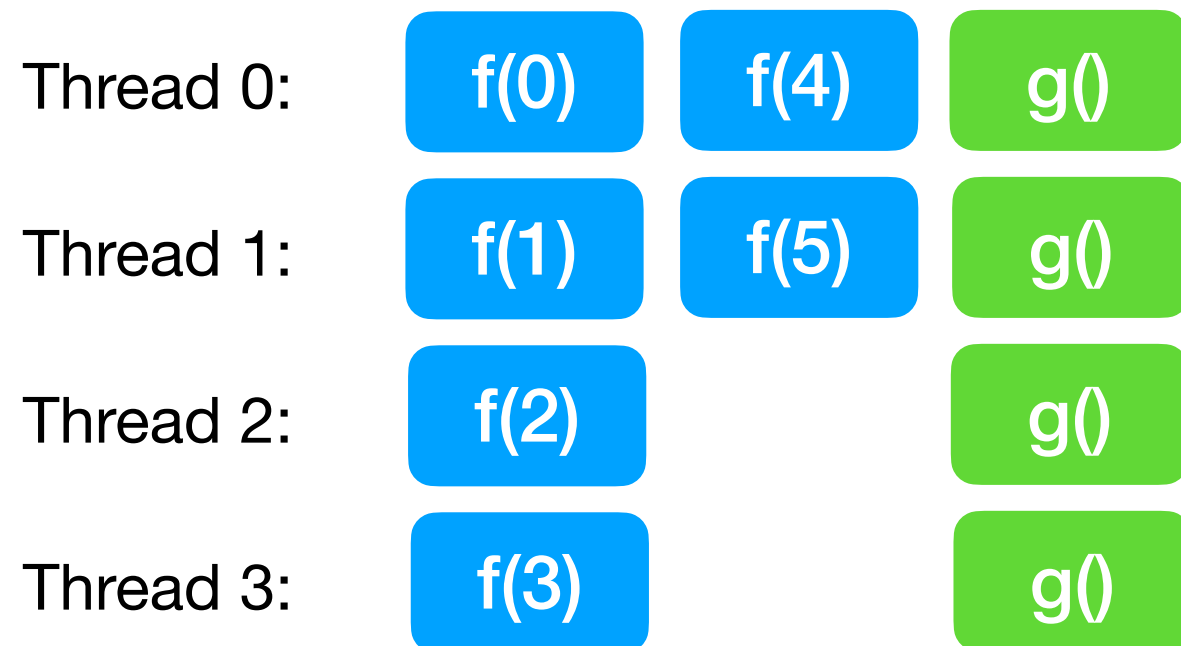 Thread 0: f(0) f(4) g()
Thread 1: f(1) f(5) g()
Thread 2: f(2) g()
Thread 3: f(3) g()